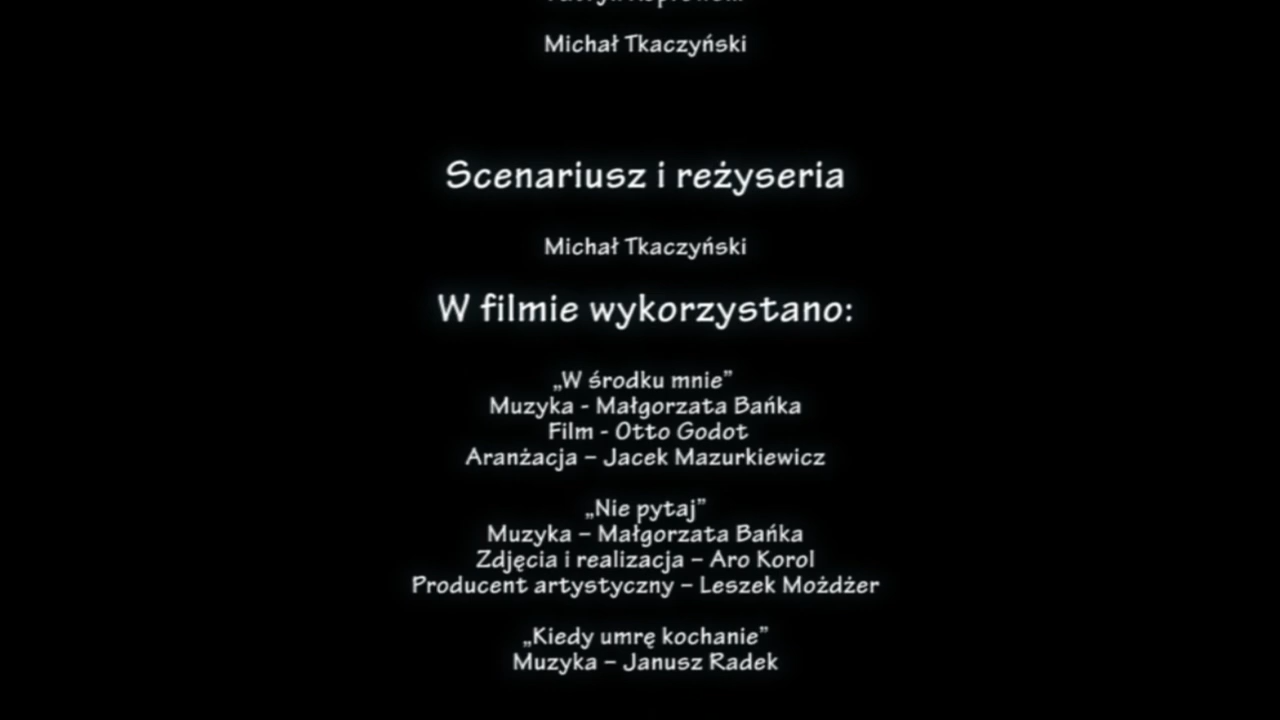 Michał Tkaczyński
Scenariusz i reżyseria
Michał Tkaczyński
W filmie wykorzystano:
„W środku mnie”
Muzyka - Małgorzata Bańka
Film - Otto Godot
Aranżacja – Jacek Mazurkiewicz
„Nie pytaj”
Muzyka – Małgorzata Bańka
Zdjęcia i realizacja – Aro Korol
Producent artystyczny – Leszek Możdżer
„Kiedy umrę kochanie”
Muzyka – Janusz Radek